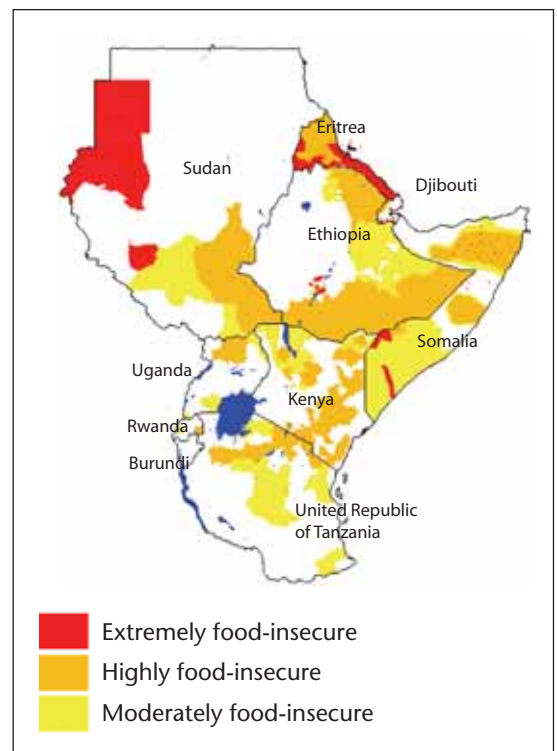 Eritrea
Sudan
Djibouti
Ethiopia
Somalia
Uganda
Kenya
Rwanda
Burundi
United Republic
of Tanzania
Extremely food-insecure
Highly food-insecure
Moderately food-insecure